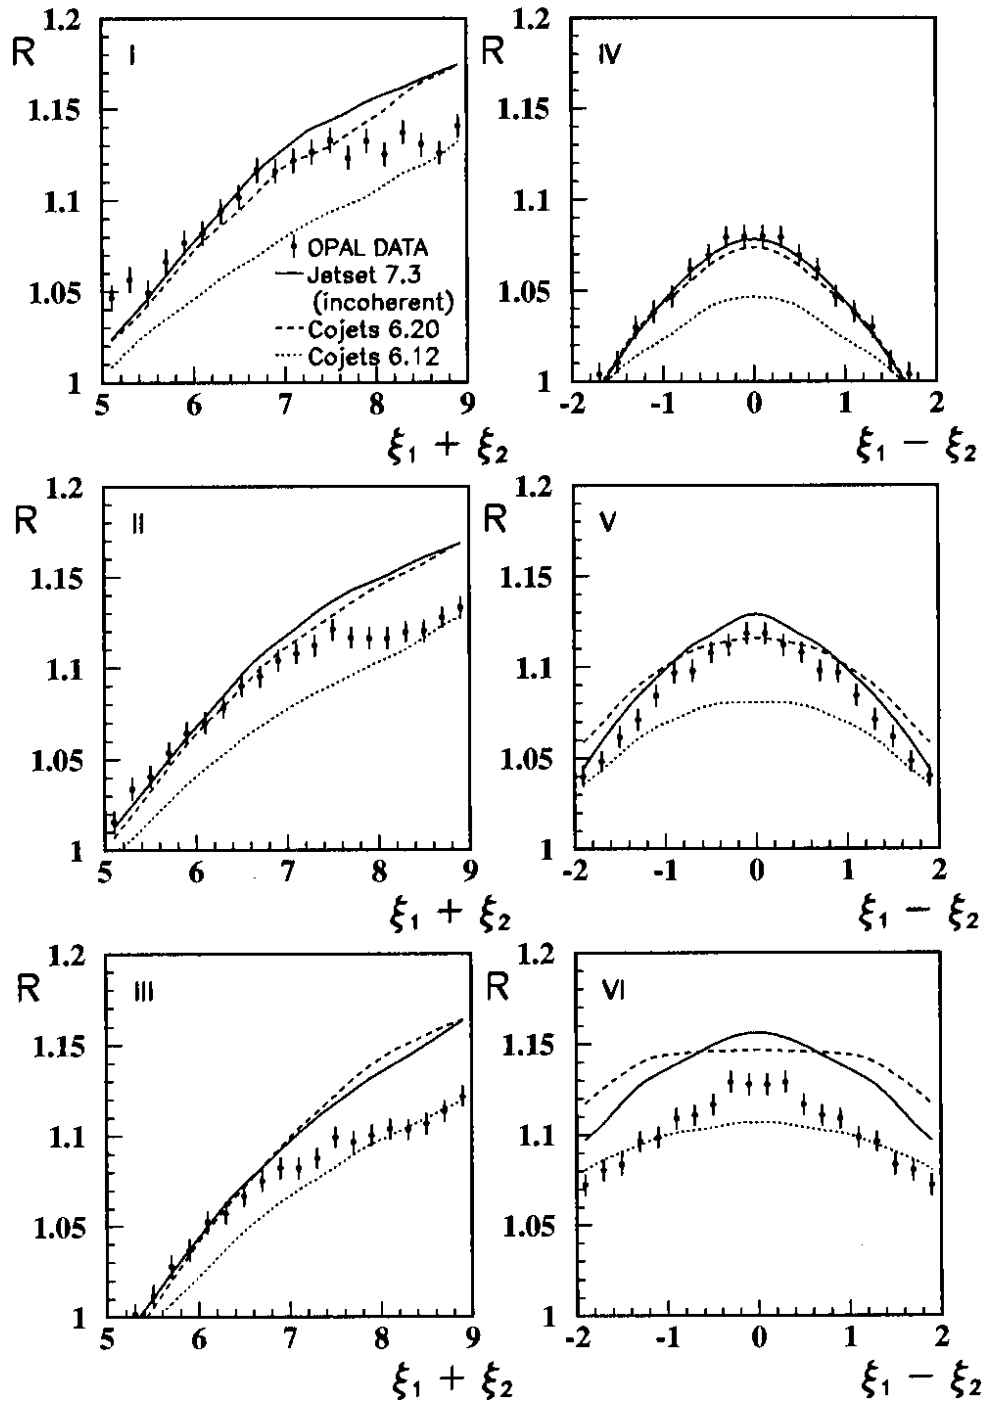 1.2
R
I
1.15
1.1
OPAL DATA
Jetset 7.3
(incoherent)
Cojets 6.20
Cojets 6.12
1.05
1
5 6 7 8 9
ξ1 + ξ2
1.2
R
IV
1.15
1.1
1.05
1
-2 -1 0 1 2
ξ1 − ξ2
1.2
R
II
1.15
1.1
1.05
1
5 6 7 8 9
ξ1 + ξ2
1.2
R
V
1.15
1.1
1.05
1
-2 -1 0 1 2
ξ1 − ξ2
1.2
R
III
1.15
1.1
1.05
1
5 6 7 8 9
ξ1 + ξ2
1.2
R
VI
1.15
1.1
1.05
1
-2 -1 0 1 2
ξ1 − ξ2